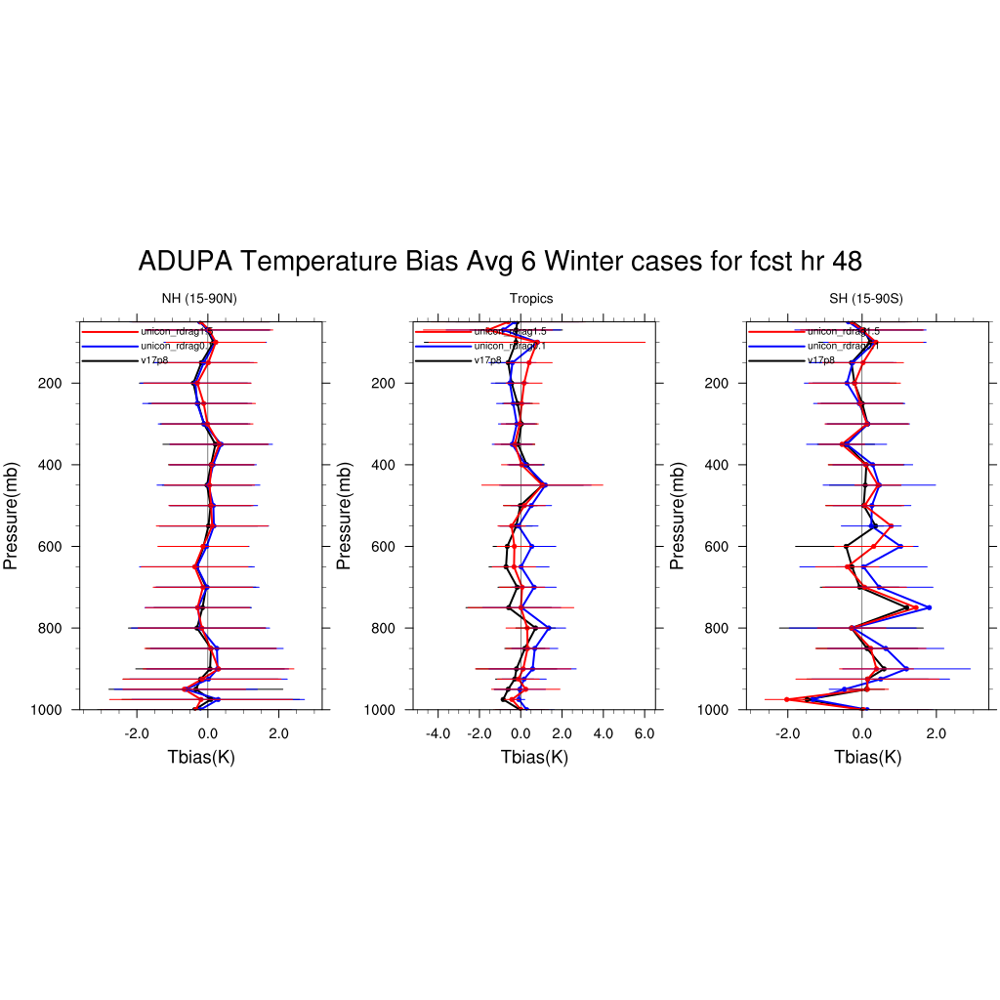 ADUPA Temperature Bias Avg 6 Winter cases for fcst hr 48
NH (15-90N)
Tropics
SH (15-90S)
unicon_rdrag1.5
unicon_rdrag0.1
v17p8
unicon_rdrag1.5
unicon_rdrag0.1
v17p8
unicon_rdrag1.5
unicon_rdrag0.1
v17p8
Pressure(mb)
200
400
600
800
1000
-2.0 0.0 2.0
Tbias(K)
Pressure(mb)
200
400
600
800
1000
-4.0 -2.0 0.0 2.0 4.0 6.0
Tbias(K)
Pressure(mb)
200
400
600
800
1000
-2.0 0.0 2.0
Tbias(K)